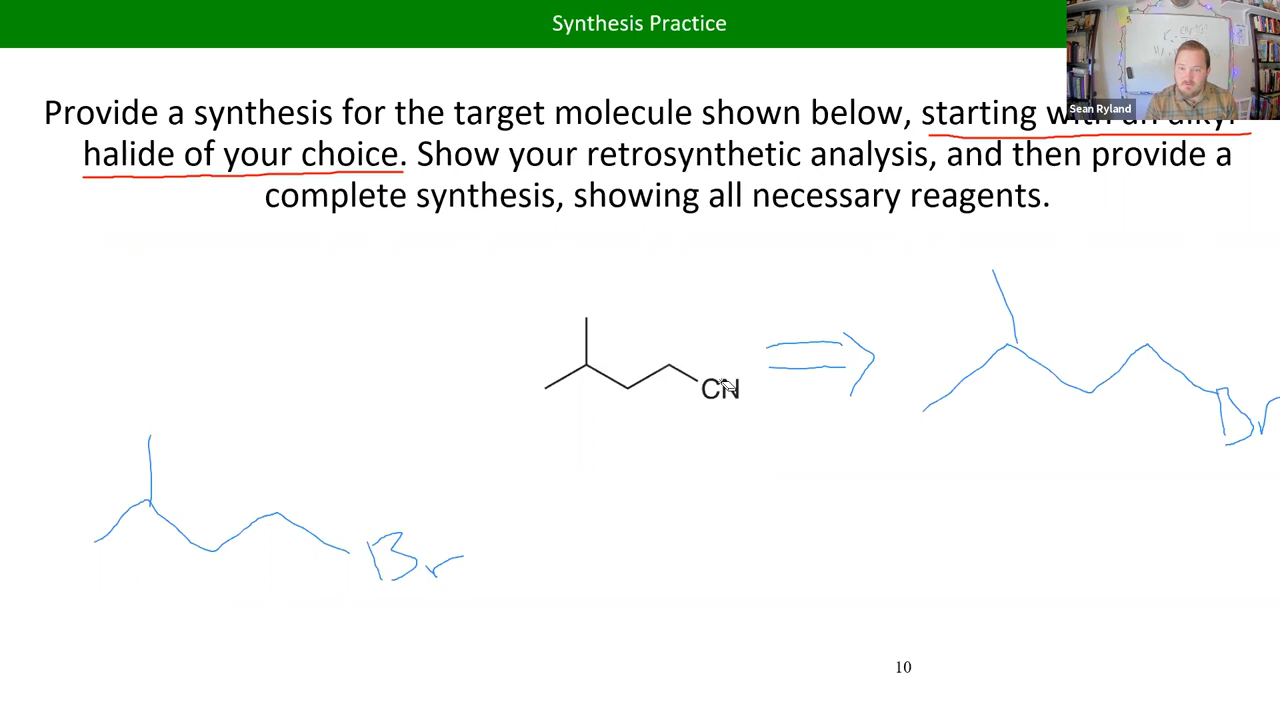 Synthesis Practice
Sean Ryland
Provide a synthesis for the target molecule shown below, starting with an alkyl
halide of your choice. Show your retrosynthetic analysis, and then provide a
complete synthesis, showing all necessary reagents.
CN
Br
Br
10